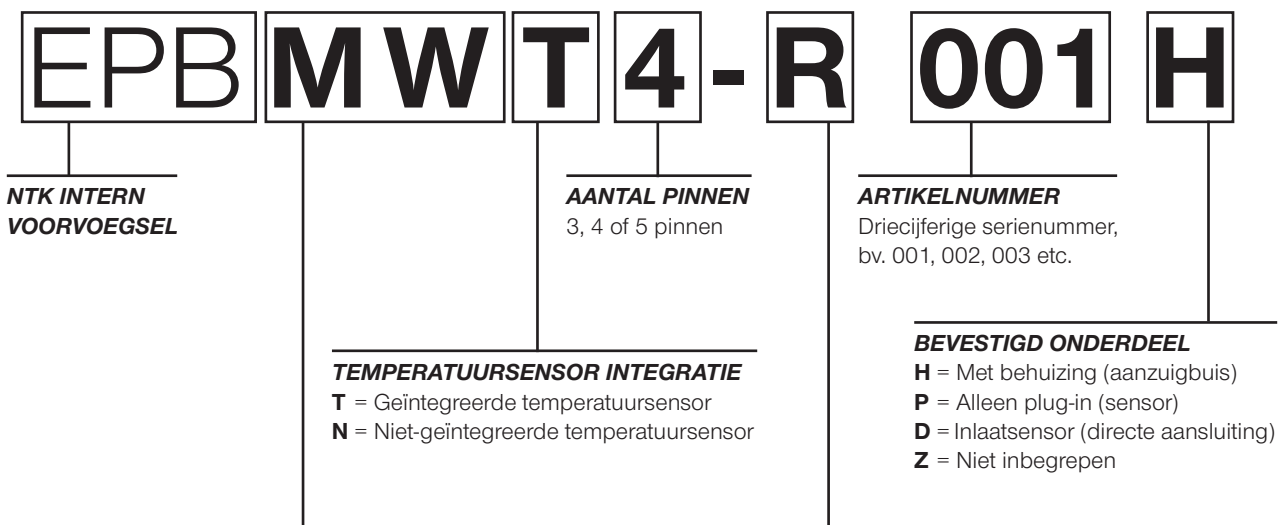 EPB MW T 4 - R 001 H
NTK INTERN
VOORVOEGSEL
AANTAL PINNEN
3, 4 of 5 pinnen
ARTIKELNUMMER
Driecijferige serienummer,
bv. 001, 002, 003 etc.
TEMPERATUURSENSOR INTEGRATIE
T = Geïntegreerde temperatuursensor
N = Niet-geïntegreerde temperatuursensor
BEVESTIGD ONDERDEEL
H = Met behuizing (aanzuigbuis)
P = Alleen plug-in (sensor)
D = Inlaatsensor (directe aansluiting)
Z = Niet inbegrepen